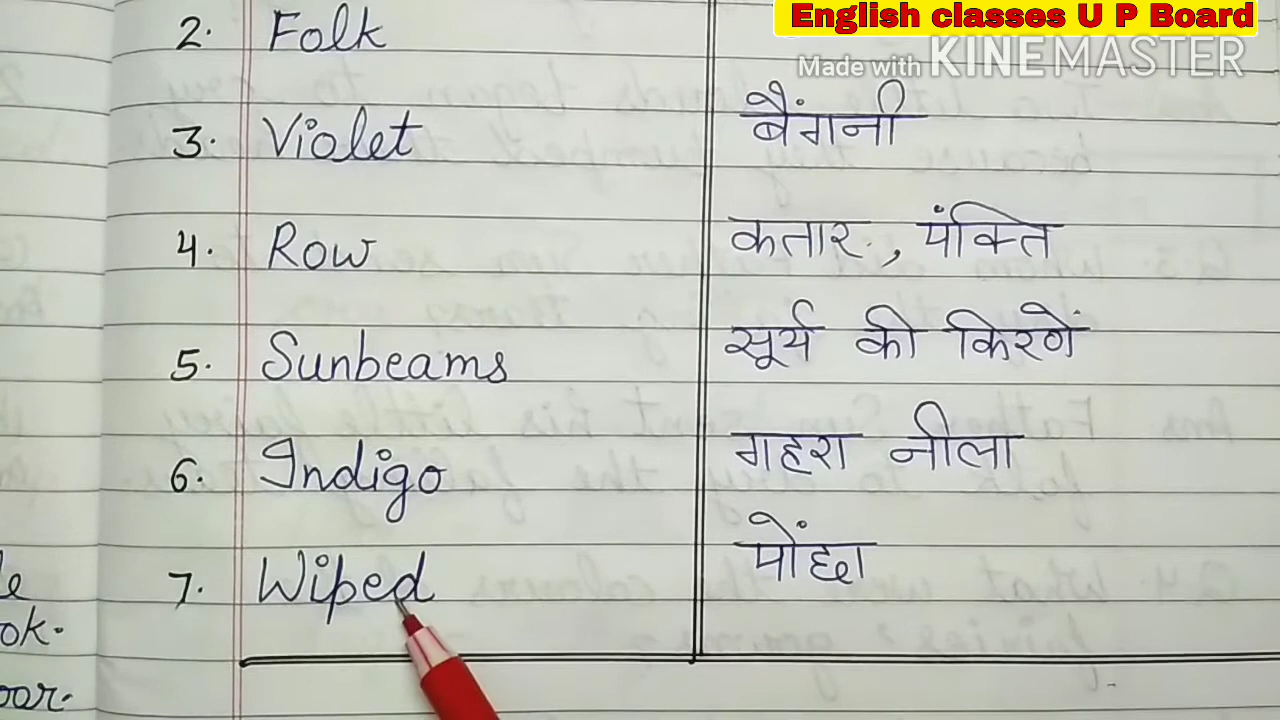 English classes U P Board
Made with KINEMASTER
2. Folk
3. Violet बैंगनी
4. Row कतार, पंक्ति
5. Sunbeams सूर्य की किरणें
6. Indigo गहरा नीला
7. Wiped पोंछा
ok.